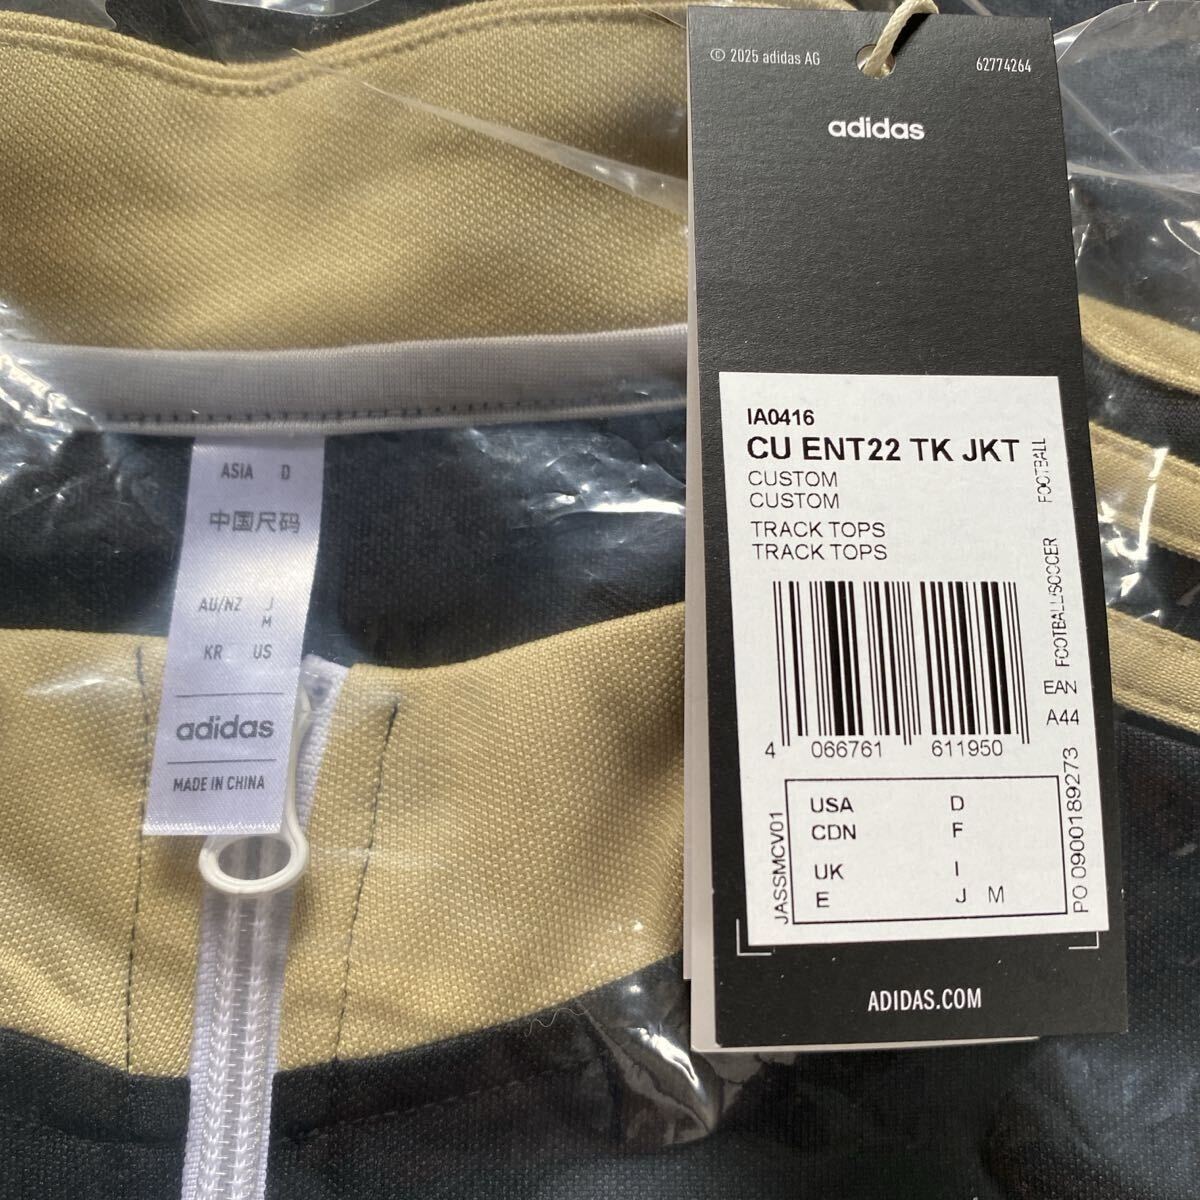 © 2025 adidas AG
62774264
adidas
IA0416
CU ENT22 TK JKT
CUSTOM
CUSTOM
TRACK TOPS
TRACK TOPS
FOOTBALL
FOOTBALL/SOCCER
EAN
A44
4 066761 611950
USA D
CDN F
UK I
E J M
JASSMCV01
PO 0900189273
ADIDAS.COM
ASIA D
中国尺码
AU/NZ J
M
KR US
adidas
MADE IN CHINA